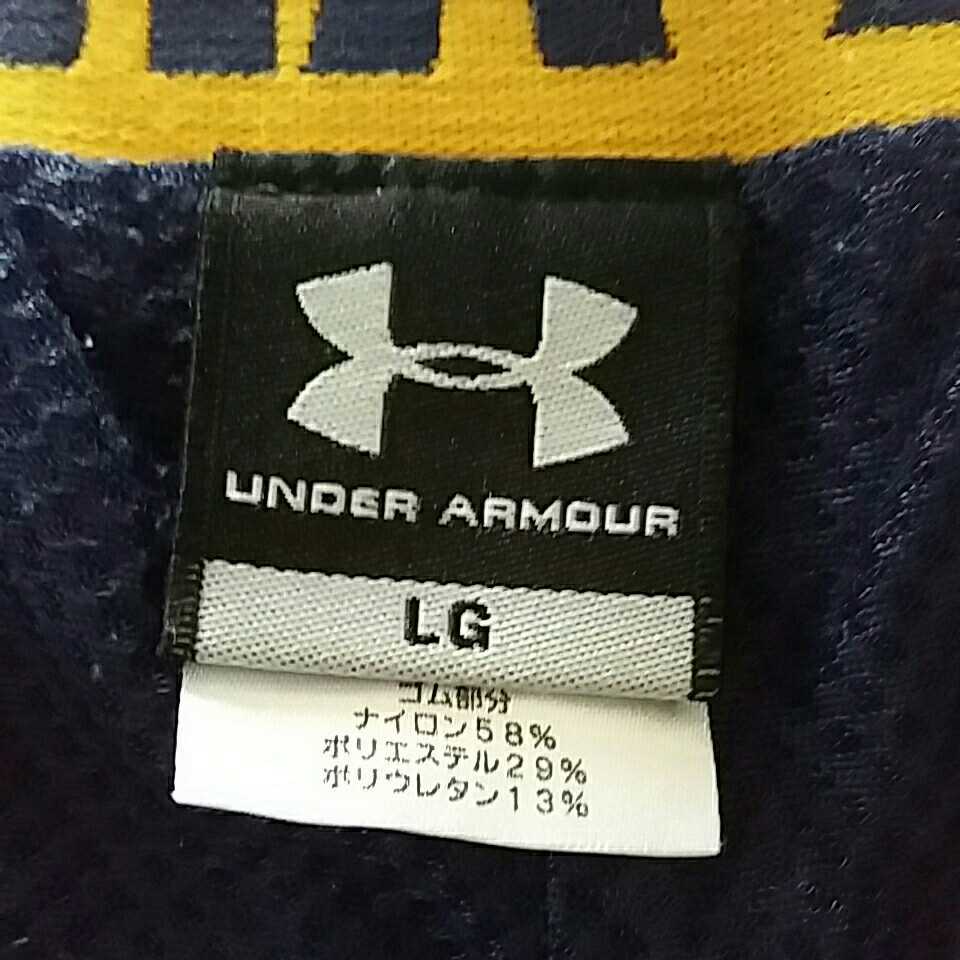 UNDER ARMOUR
LG
ゴム部分
ナイロン58%
ポリエステル29%
ポリウレタン13%